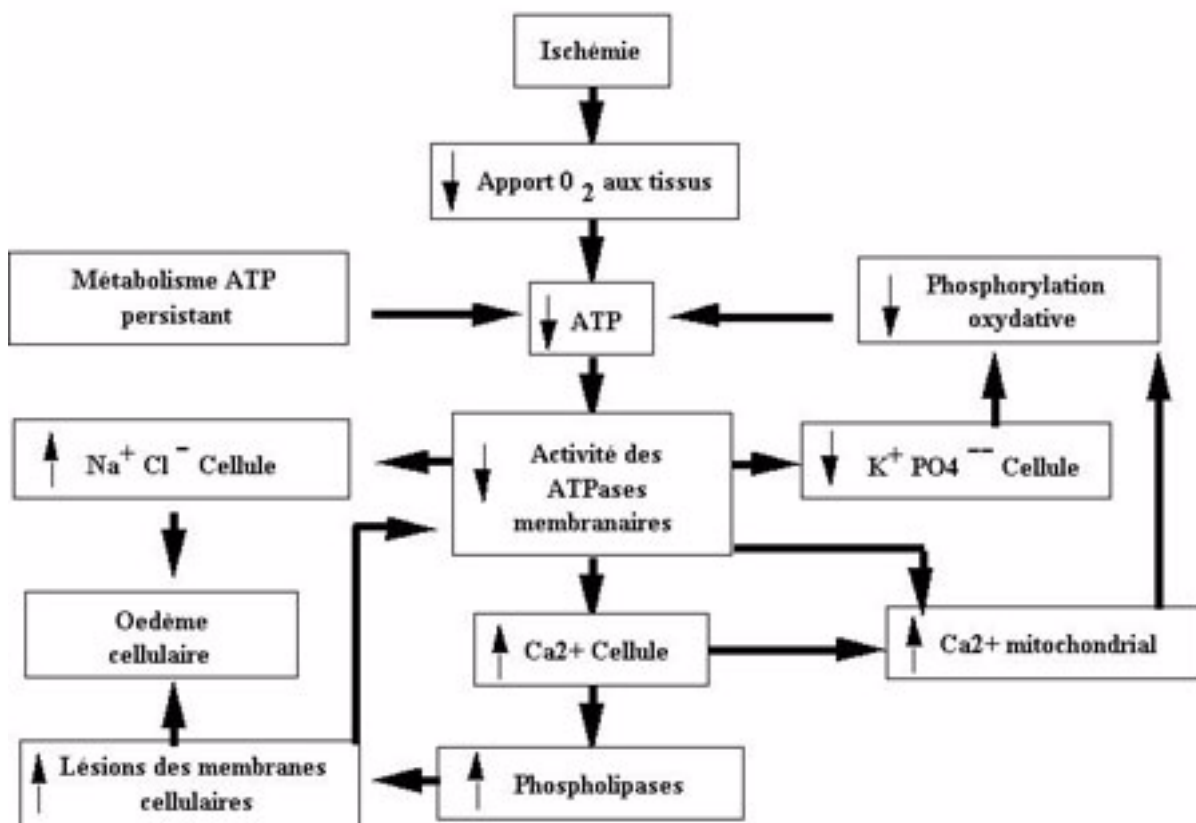 Ischémie
Apport 0 2 aux tissus
Métabolisme ATP
persistant
ATP
Phosphorylation
oxydative
Na+ Cl - Cellule
Activité des
ATPases
membranaires
K+ PO4 -- Cellule
Oedème
cellulaire
Ca2+ Cellule
Ca2+ mitochondrial
Lésions des membranes
cellulaires
Phospholipases